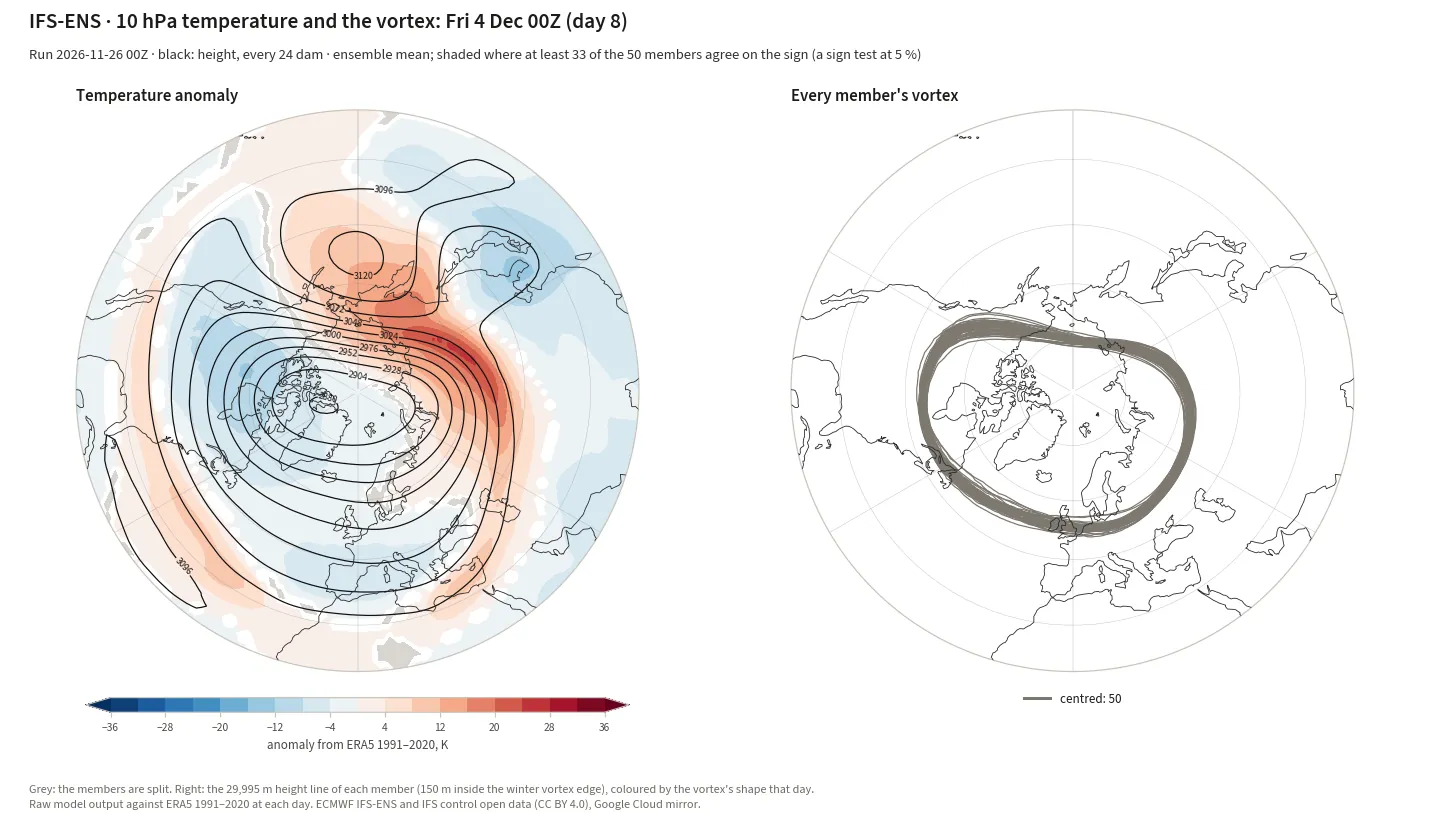 IFS-ENS · 10 hPa temperature and the vortex: Fri 4 Dec 00Z (day 8)
Run 2026-11-26 00Z · black: height, every 24 dam · ensemble mean; shaded where at least 33 of the 50 members agree on the sign (a sign test at 5 %)
Temperature anomaly
Every member's vortex
3096
3120
3072
3048
3024
3000
2976
2952
2928
2904
3096
centred: 50
−36 −28 −20 −12 −4 4 12 20 28 36
anomaly from ERA5 1991–2020, K
Grey: the members are split. Right: the 29,995 m height line of each member (150 m inside the winter vortex edge), coloured by the vortex's shape that day.
Raw model output against ERA5 1991–2020 at each day. ECMWF IFS-ENS and IFS control open data (CC BY 4.0), Google Cloud mirror.